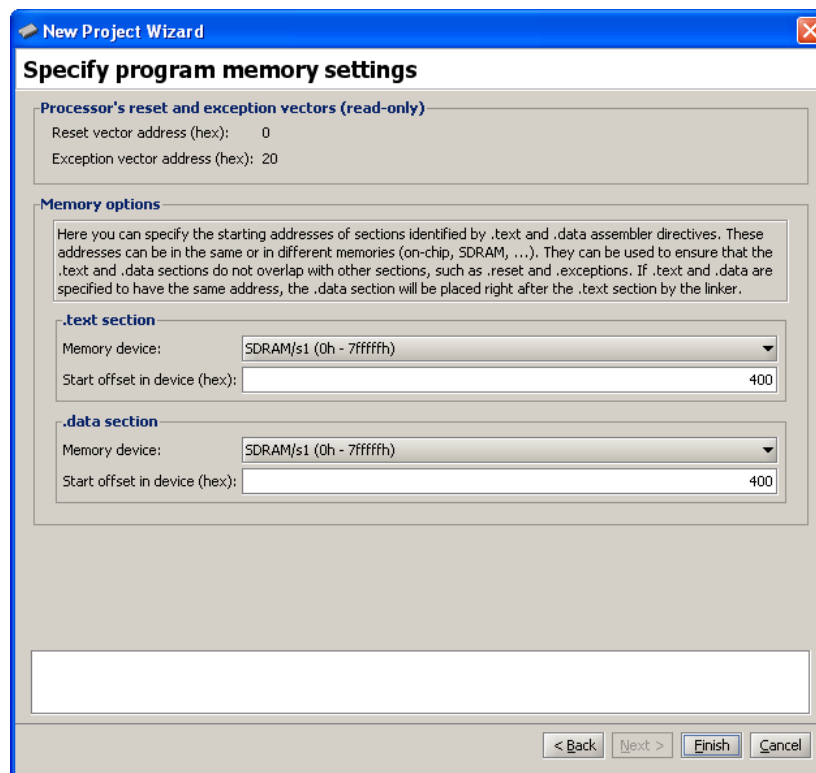 New Project Wizard
Specify program memory settings
Processor's reset and exception vectors (read-only)
Reset vector address (hex): 0
Exception vector address (hex): 20
Memory options
Here you can specify the starting addresses of sections identified by .text and .data assembler directives. These
addresses can be in the same or in different memories (on-chip, SDRAM, ...). They can be used to ensure that the
.text and .data sections do not overlap with other sections, such as .reset and .exceptions. If .text and .data are
specified to have the same address, the .data section will be placed right after the .text section by the linker.
.text section
Memory device: SDRAM/s1 (0h - 7fffffh)
Start offset in device (hex): 400
.data section
Memory device: SDRAM/s1 (0h - 7fffffh)
Start offset in device (hex): 400
< Back Next > Finish Cancel